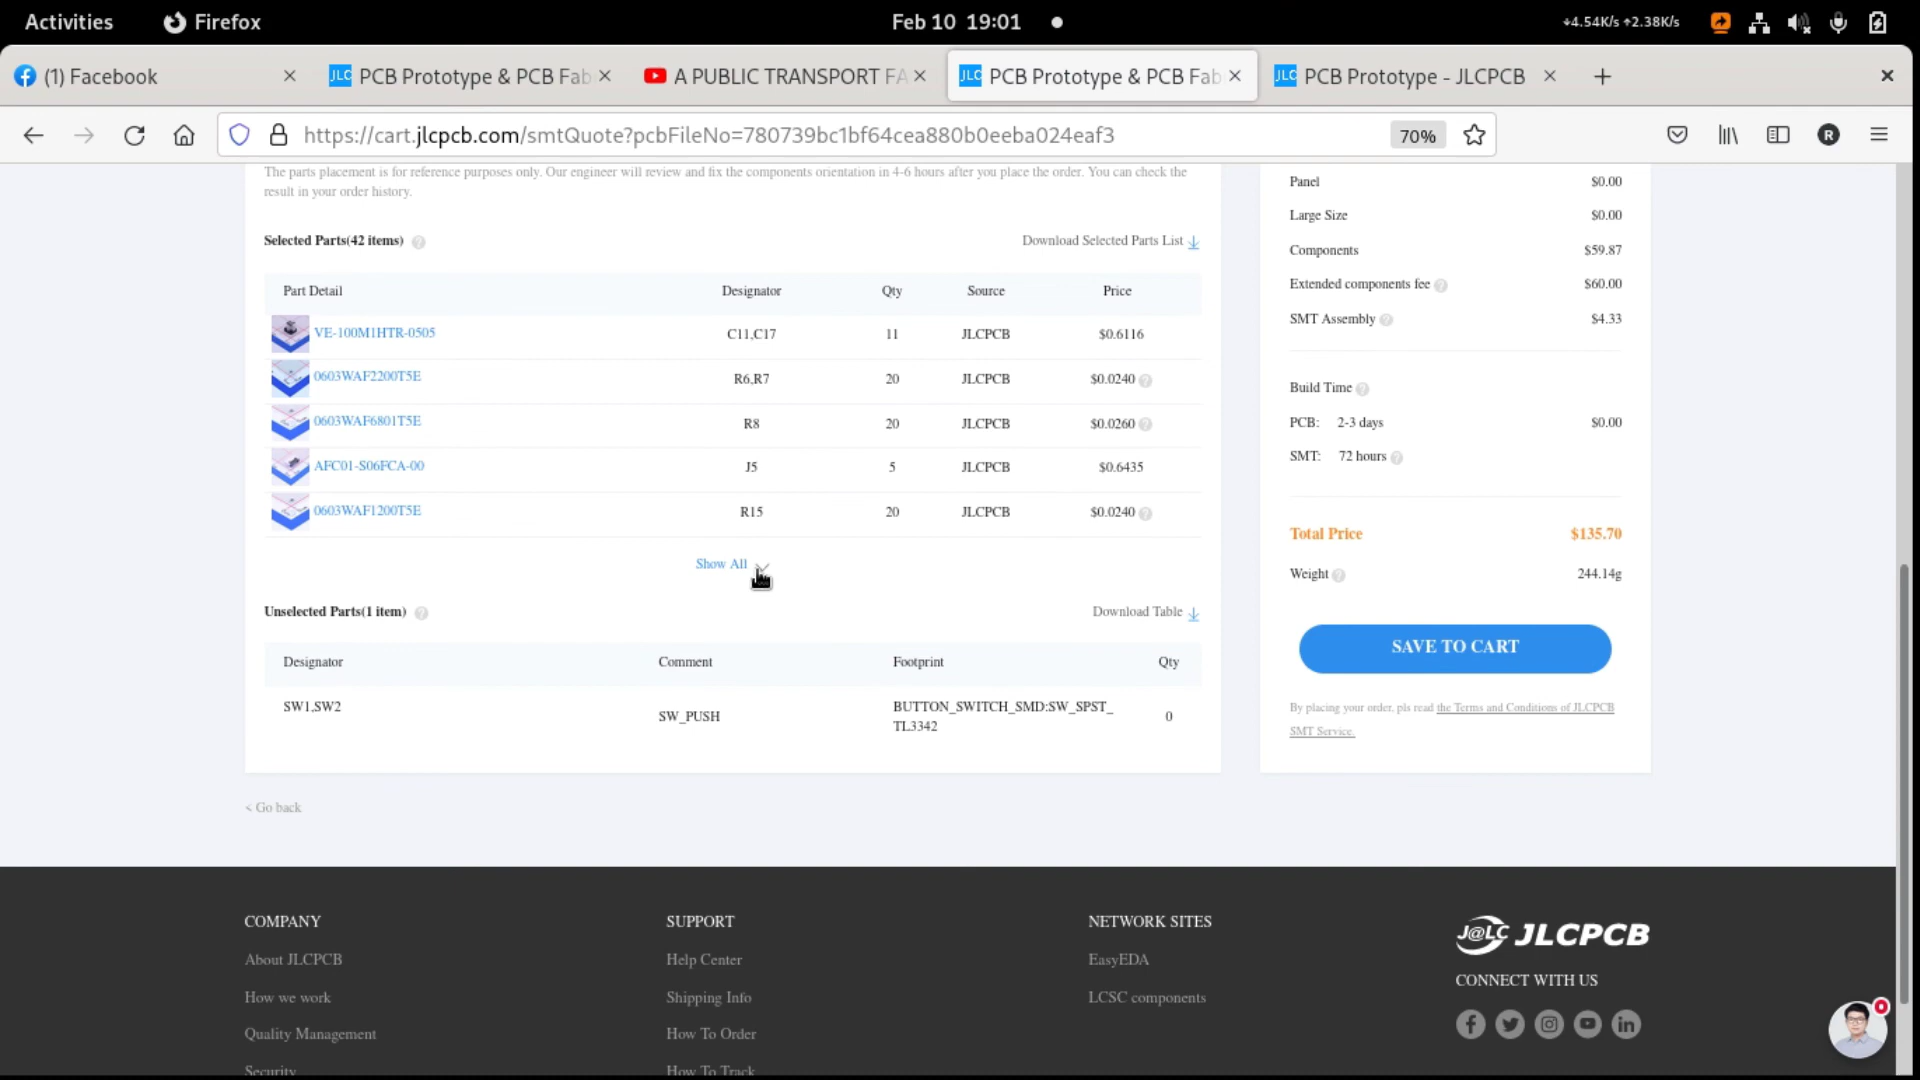 Activities
Firefox
Feb 10 19:01
↓4.54K/s ↑2.38K/s
(1) Facebook
JLC PCB Prototype & PCB Fab
A PUBLIC TRANSPORT FA
JLC PCB Prototype & PCB Fab
JLC PCB Prototype - JLCPCB
https://cart.jlcpcb.com/smtQuote?pcbFileNo=780739bc1bf64cea880b0eeba024eaf3
70%
R
The parts placement is for reference purposes only. Our engineer will review and fix the components orientation in 4-6 hours after you place the order. You can check the
result in your order history.
Selected Parts(42 items) ?
Download Selected Parts List
Part Detail Designator Qty Source Price
VE-100M1HTR-0505 C11,C17 11 JLCPCB $0.6116
0603WAF2200T5E R6,R7 20 JLCPCB $0.0240 ?
0603WAF6801T5E R8 20 JLCPCB $0.0260 ?
AFC01-S06FCA-00 J5 5 JLCPCB $0.6435
0603WAF1200T5E R15 20 JLCPCB $0.0240 ?
Show All
Unselected Parts(1 item) ?
Download Table
Designator Comment Footprint Qty
SW1,SW2 SW_PUSH BUTTON_SWITCH_SMD:SW_SPST_ 0
TL3342
< Go back
Panel $0.00
Large Size $0.00
Components $59.87
Extended components fee ? $60.00
SMT Assembly ? $4.33
Build Time ?
PCB: 2-3 days $0.00
SMT: 72 hours ?
Total Price $135.70
Weight ? 244.14g
SAVE TO CART
By placing your order, pls read the Terms and Conditions of JLCPCB
SMT Service.
COMPANY
About JLCPCB
How we work
Quality Management
Security
SUPPORT
Help Center
Shipping Info
How To Order
How To Track
NETWORK SITES
EasyEDA
LCSC components
J@LC JLCPCB
CONNECT WITH US
0